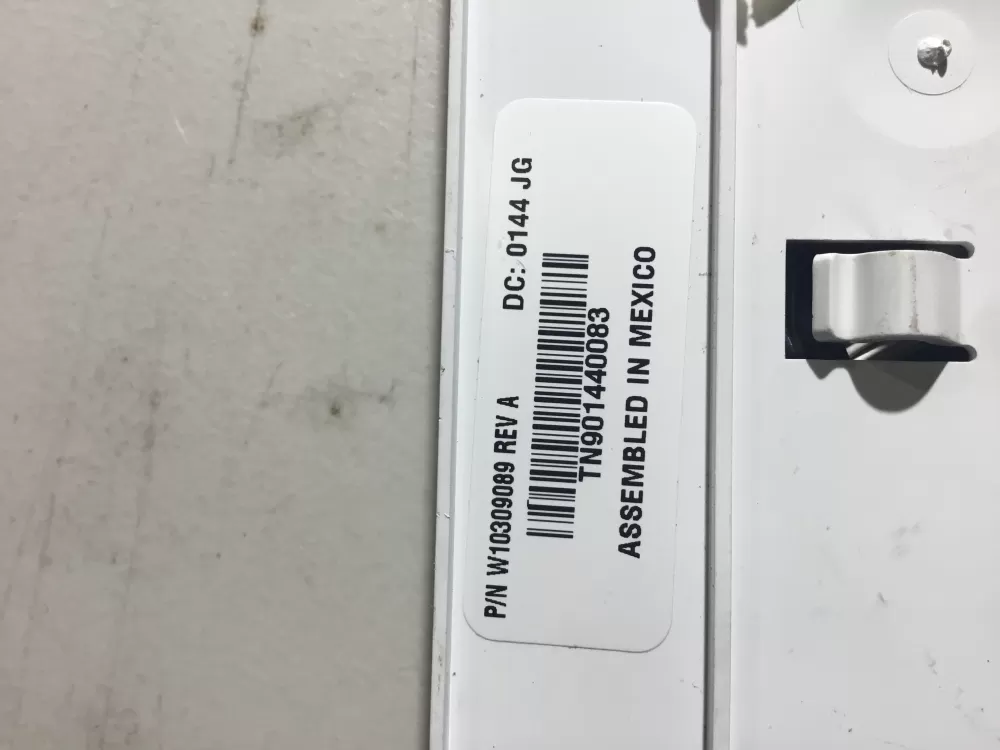 P/N W10309089 REV A DC: 0144 JG
TN901440083
ASSEMBLED IN MEXICO